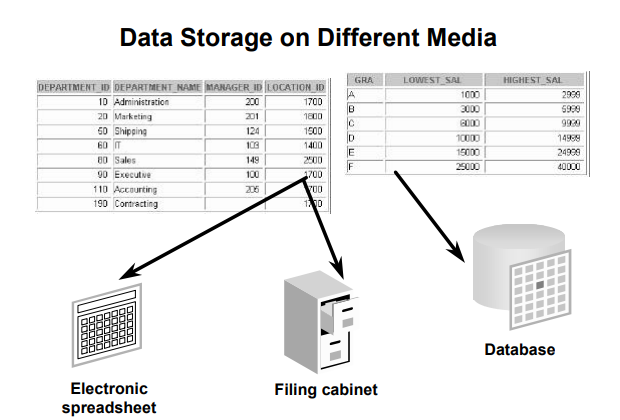 Data Storage on Different Media
DEPARTMENT_ID DEPARTMENT_NAME MANAGER_ID LOCATION_ID
10 Administration 200 1700
20 Marketing 201 1800
50 Shipping 124 1500
60 IT 103 1400
80 Sales 149 2500
90 Executive 100 1700
110 Accounting 205 1700
190 Contracting 1700
GRA LOWEST_SAL HIGHEST_SAL
A 1000 2999
B 3000 5999
C 6000 9999
D 10000 14999
E 15000 24999
F 25000 40000
Electronic
spreadsheet
Filing cabinet
Database